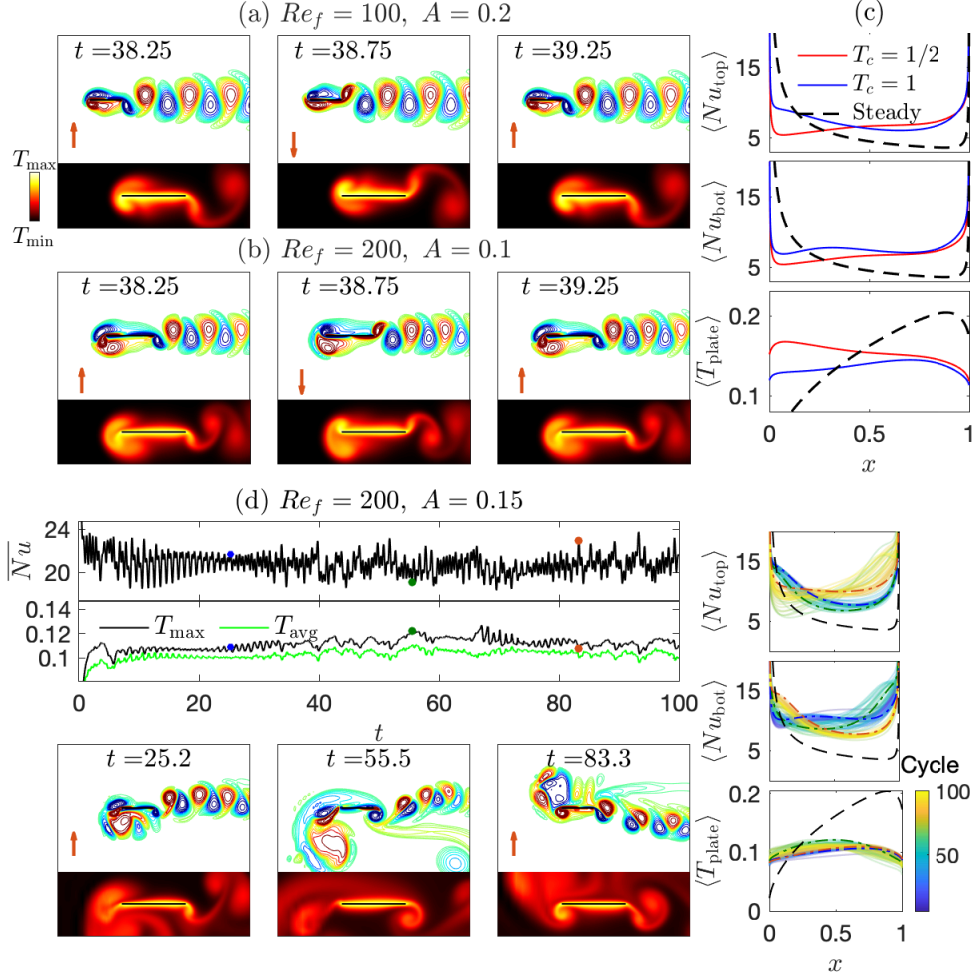 (a) Re_f = 100, A = 0.2
t =38.25
t =38.75
t =39.25
T_max
T_min
(b) Re_f = 200, A = 0.1
t =38.25
t =38.75
t =39.25
(c)
⟨Nu_top⟩
15
5
T_c = 1/2
T_c = 1
Steady
⟨Nu_bot⟩
15
5
⟨T_plate⟩
0.2
0.1
0
0.5
1
x
(d) Re_f = 200, A = 0.15
N̅u̅
24
20
0.14
0.12
0.1
T_max
T_avg
0
20
40
60
80
100
t
t =25.2
t =55.5
t =83.3
⟨Nu_top⟩
15
5
⟨Nu_bot⟩
15
5
⟨T_plate⟩
0.2
0.1
0
0
0.5
1
x
Cycle
100
50